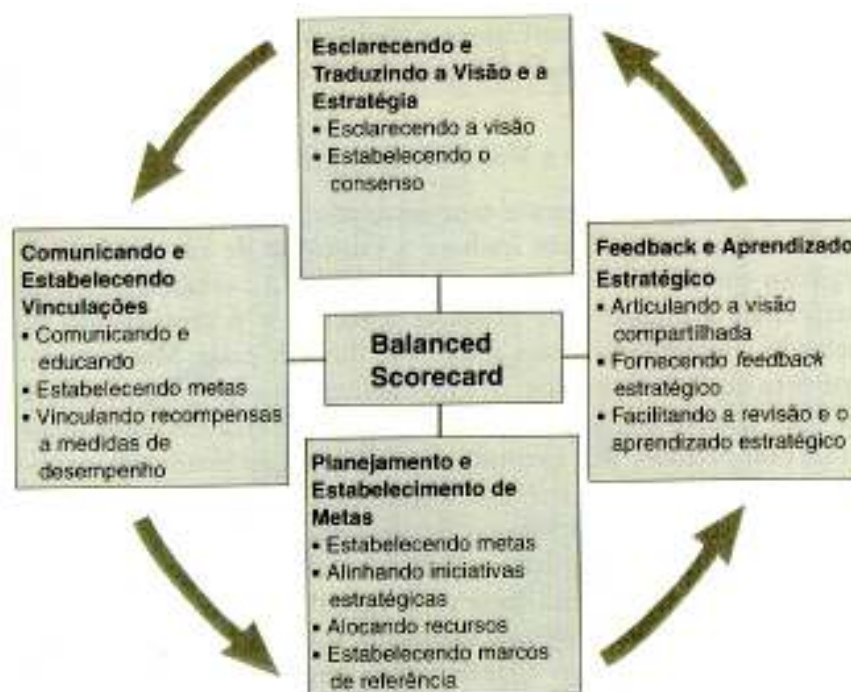 Esclarecendo e
Traduzindo a Visão e a
Estratégia
▪ Esclarecendo a visão
▪ Estabelecendo o
consenso
Comunicando e
Estabelecendo
Vinculações
▪ Comunicando e
educando
▪ Estabelecendo metas
▪ Vinculando recompensas
a medidas de
desempenho
Balanced
Scorecard
Feedback e Aprendizado
Estratégico
▪ Articulando a visão
compartilhada
▪ Fornecendo feedback
estratégico
▪ Facilitando a revisão e o
aprendizado estratégico
Planejamento e
Estabelecimento de
Metas
▪ Estabelecendo metas
▪ Alinhando iniciativas
estratégicas
▪ Alocando recursos
▪ Estabelecendo marcos
de referência